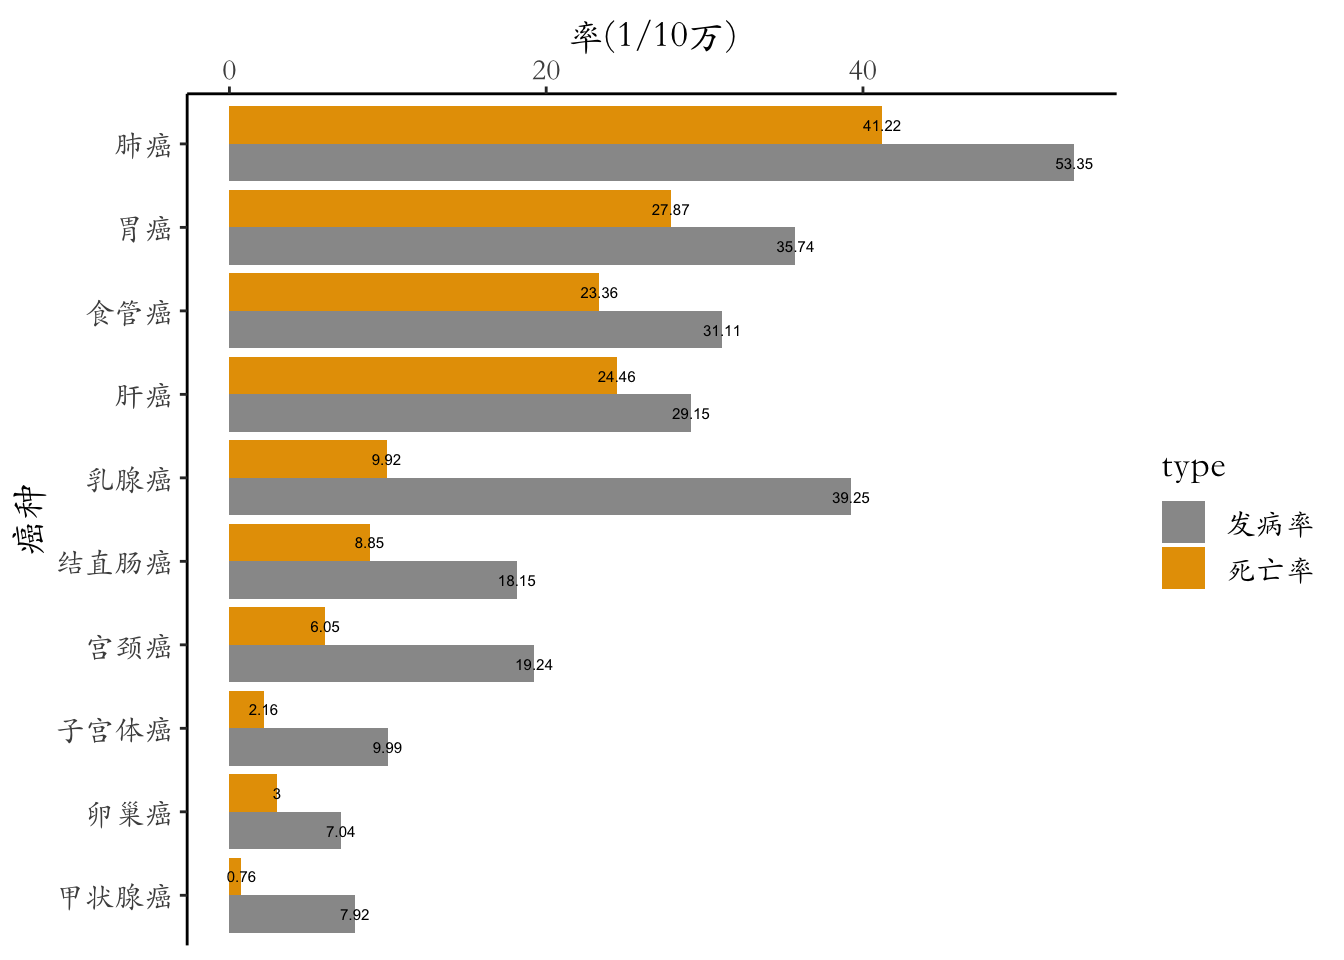 率(1/10万)
0 20 40
肺癌 41.22
53.35
胃癌 27.87
35.74
食管癌 23.36
31.11
肝癌 24.46
29.15
乳腺癌 9.92
39.25
结直肠癌 8.85
18.15
宫颈癌 6.05
19.24
子宫体癌 2.16
9.99
卵巢癌 3
7.04
甲状腺癌 0.76
7.92
癌种
type
发病率
死亡率